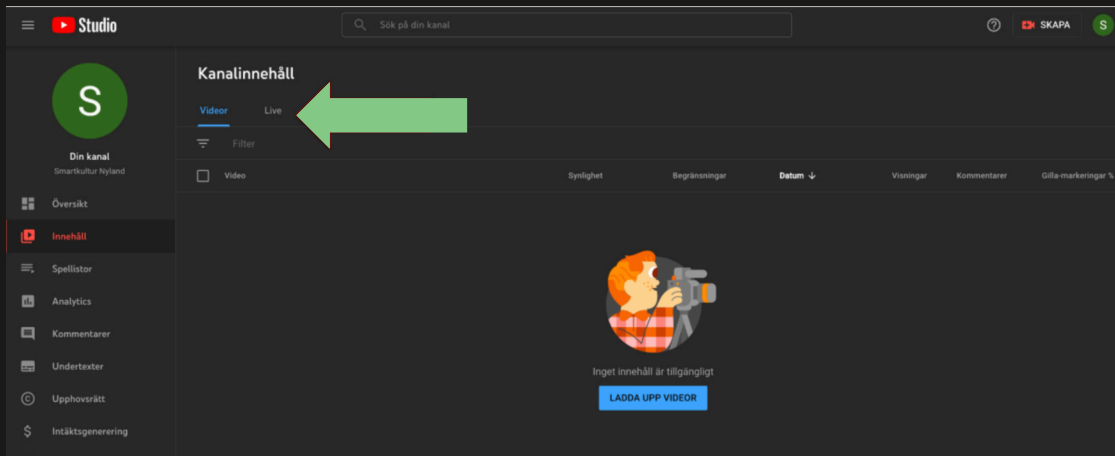 Studio
Sök på din kanal
SKAPA
S
S
Din kanal
Smartkultur Nyland
Översikt
Innehåll
Spellistor
Analytics
Kommentarer
Undertexter
Upphovsrätt
Intäktsgenerering
Kanalinnehåll
Videor Live
Filter
Video Synlighet Begränsningar Datum ↓ Visningar Kommentarer Gilla-markeringar %
Inget innehåll är tillgängligt
LADDA UPP VIDEOR